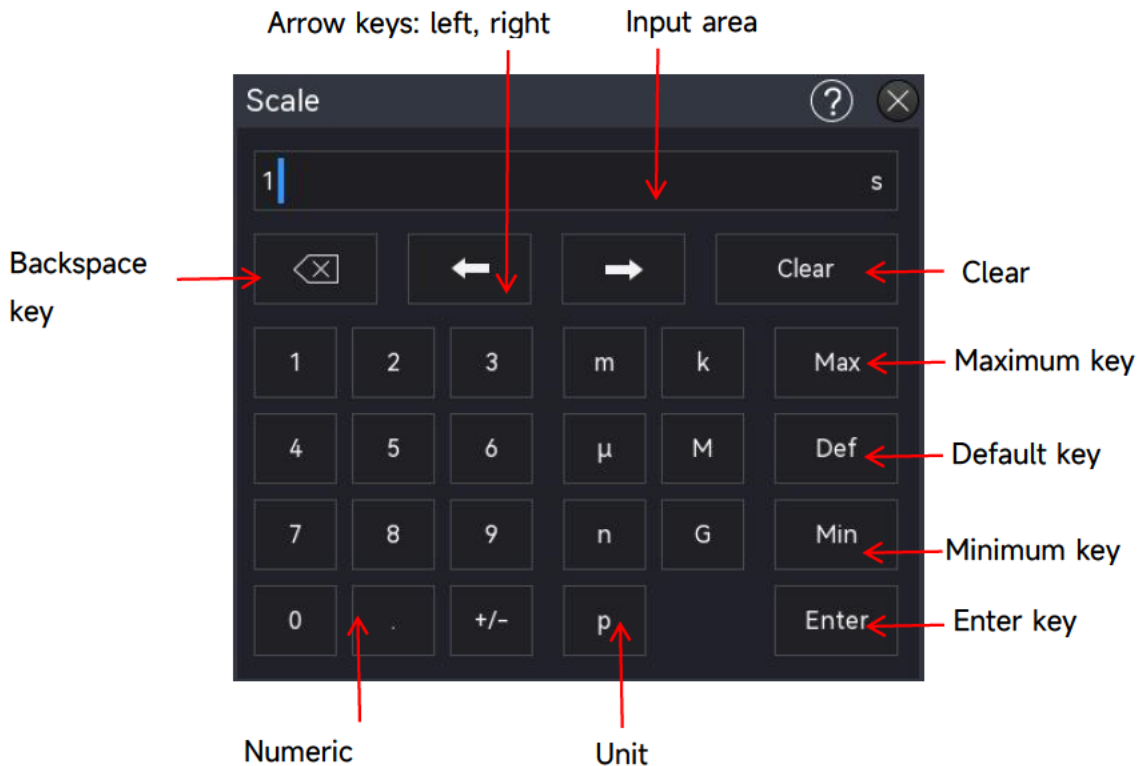 Arrow keys: left, right
Input area
Scale
?
1
s
Backspace
key
Clear
Clear
1 2 3 m k Max
Maximum key
4 5 6 µ M Def
Default key
7 8 9 n G Min
Minimum key
0 . +/- p Enter
Enter key
Numeric
Unit